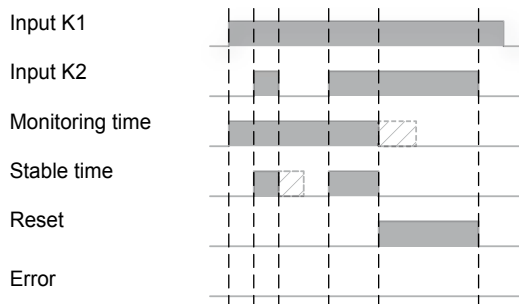 Input K1
Input K2
Monitoring time
Stable time
Reset
Error